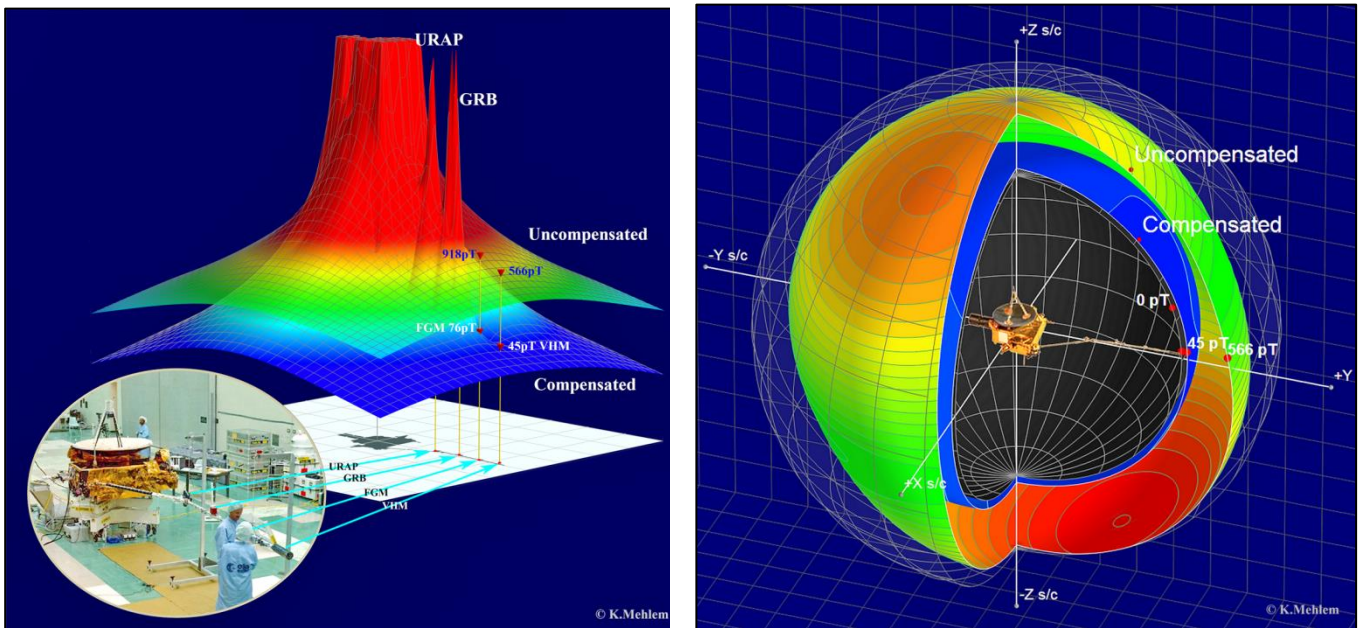 URAP
GRB
Uncompensated
918pT
566pT
FGM 76pT
45pT VHM
Compensated
URAP
GRB
FGM
VHM
© K.Mehlem
+Z s/c
Uncompensated
Compensated
-Y s/c
0 pT
45 pT
566 pT
+Y
+X s/c
-Z s/c
© K.Mehlem